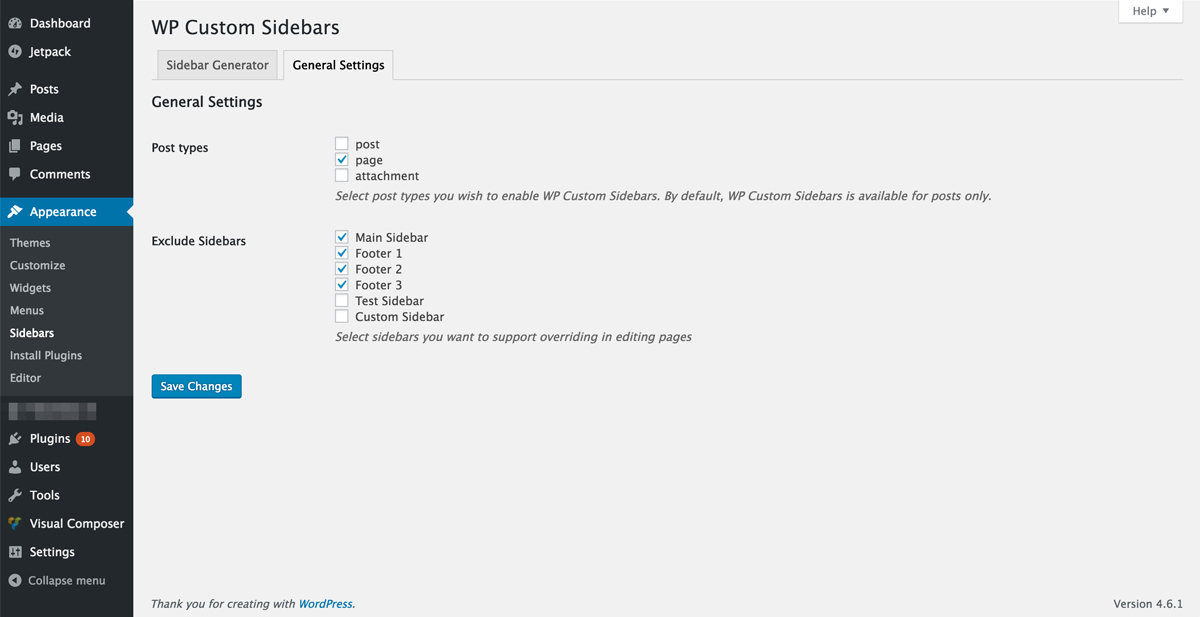 Dashboard
Jetpack
Posts
Media
Pages
Comments
Appearance
Themes
Customize
Widgets
Menus
Sidebars
Install Plugins
Editor
Plugins 10
Users
Tools
Visual Composer
Settings
Collapse menu
Help
WP Custom Sidebars
Sidebar Generator
General Settings
General Settings
Post types
post
page
attachment
Select post types you wish to enable WP Custom Sidebars. By default, WP Custom Sidebars is available for posts only.
Exclude Sidebars
Main Sidebar
Footer 1
Footer 2
Footer 3
Test Sidebar
Custom Sidebar
Select sidebars you want to support overriding in editing pages
Save Changes
Thank you for creating with WordPress.
Version 4.6.1